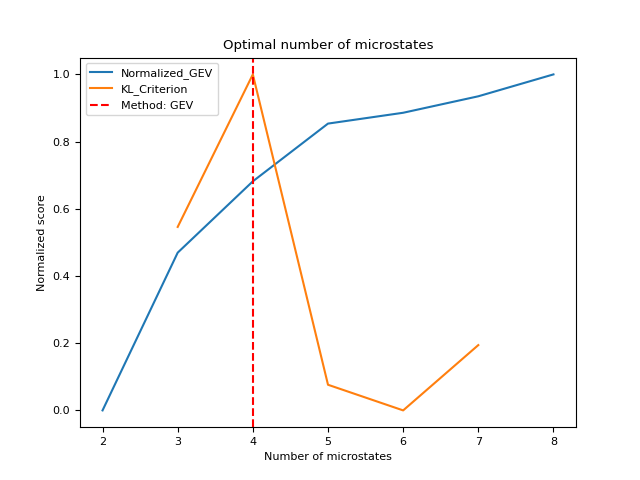 Optimal number of microstates
Normalized_GEV
KL_Criterion
Method: GEV
Normalized score
1.0
0.8
0.6
0.4
0.2
0.0
2 3 4 5 6 7 8
Number of microstates